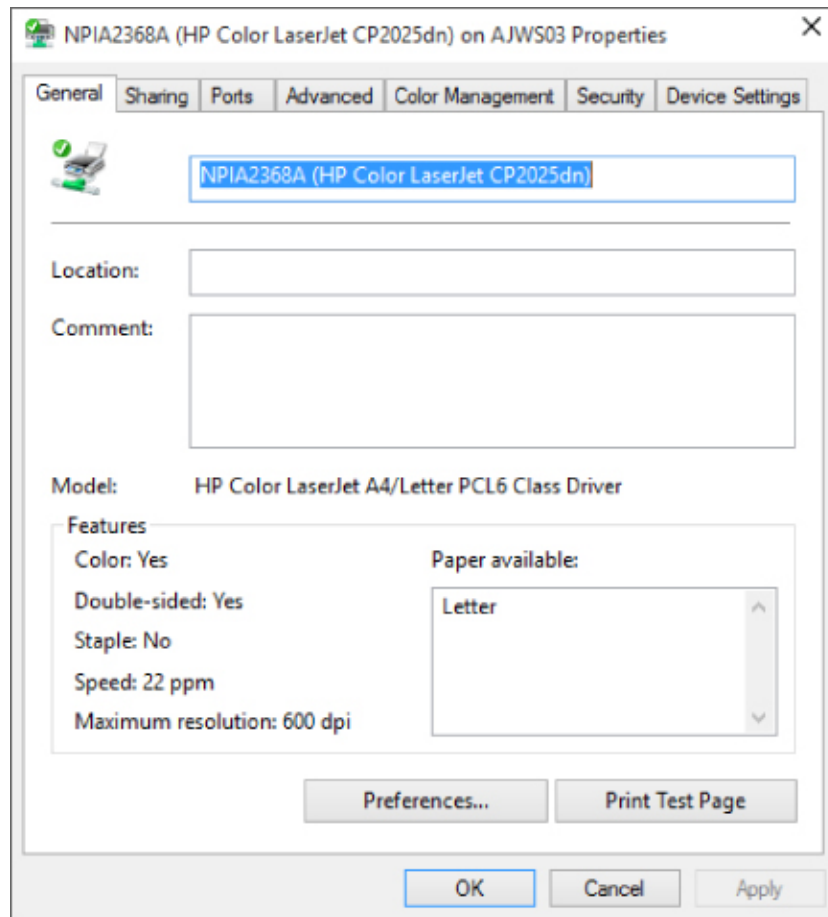 NPIA2368A (HP Color LaserJet CP2025dn) on AJWS03 Properties
General Sharing Ports Advanced Color Management Security Device Settings
NPIA2368A (HP Color LaserJet CP2025dn)
Location:
Comment:
Model: HP Color LaserJet A4/Letter PCL6 Class Driver
Features
Color: Yes Paper available:
Double-sided: Yes Letter
Staple: No
Speed: 22 ppm
Maximum resolution: 600 dpi
Preferences... Print Test Page
OK Cancel Apply